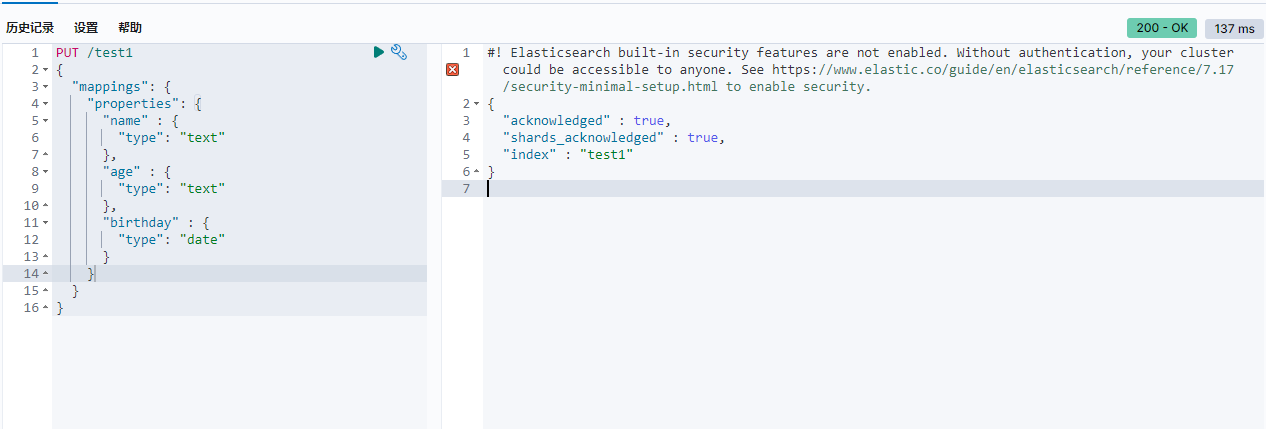 历史记录 设置 帮助
200 - OK 137 ms
1 PUT /test1
2 {
3 "mappings": {
4 "properties": {
5 "name" : {
6 "type": "text"
7 },
8 "age" : {
9 "type": "text"
10 },
11 "birthday" : {
12 "type": "date"
13 }
14 }
15 }
16 }
1 #! Elasticsearch built-in security features are not enabled. Without authentication, your cluster
could be accessible to anyone. See https://www.elastic.co/guide/en/elasticsearch/reference/7.17
/security-minimal-setup.html to enable security.
2 {
3 "acknowledged" : true,
4 "shards_acknowledged" : true,
5 "index" : "test1"
6 }
7